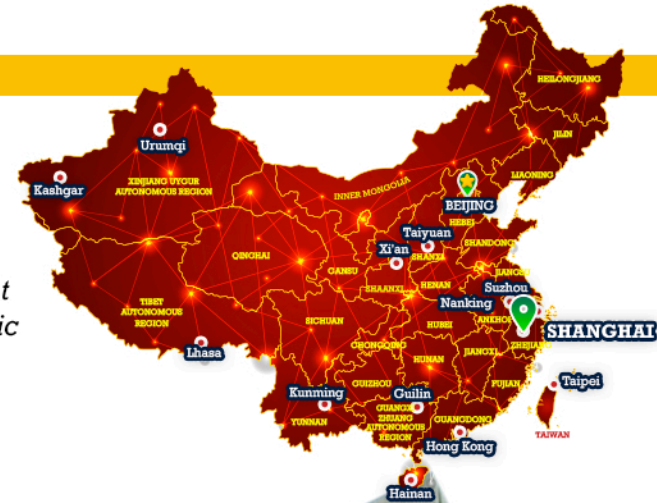 HEILONGJIANG
JILIN
LIAONING
Urumqi
Kashgar
XINJIANG UYGUR
AUTONOMOUS REGION
INNER MONGOLIA
BEIJING
HEBEI
Taiyuan
SHANXI
SHANDONG
Xi'an
QINGHAI
GANSU
SHAANXI
HENAN
JIANGSU
Suzhou
Nanking
ANKHOI
SHANGHAI
ZHEJIANG
TIBET
AUTONOMOUS
REGION
t
ic
Lhasa
SICHUAN
CHONGQING
HUBEI
HUNAN
JIANGXI
FUJIAN
GUIZHOU
Kunming
YUNNAN
Guilin
GUANGXI
ZHUANG
AUTONOMOUS
REGION
GUANGDONG
Hong Kong
Taipei
TAIWAN
Hainan